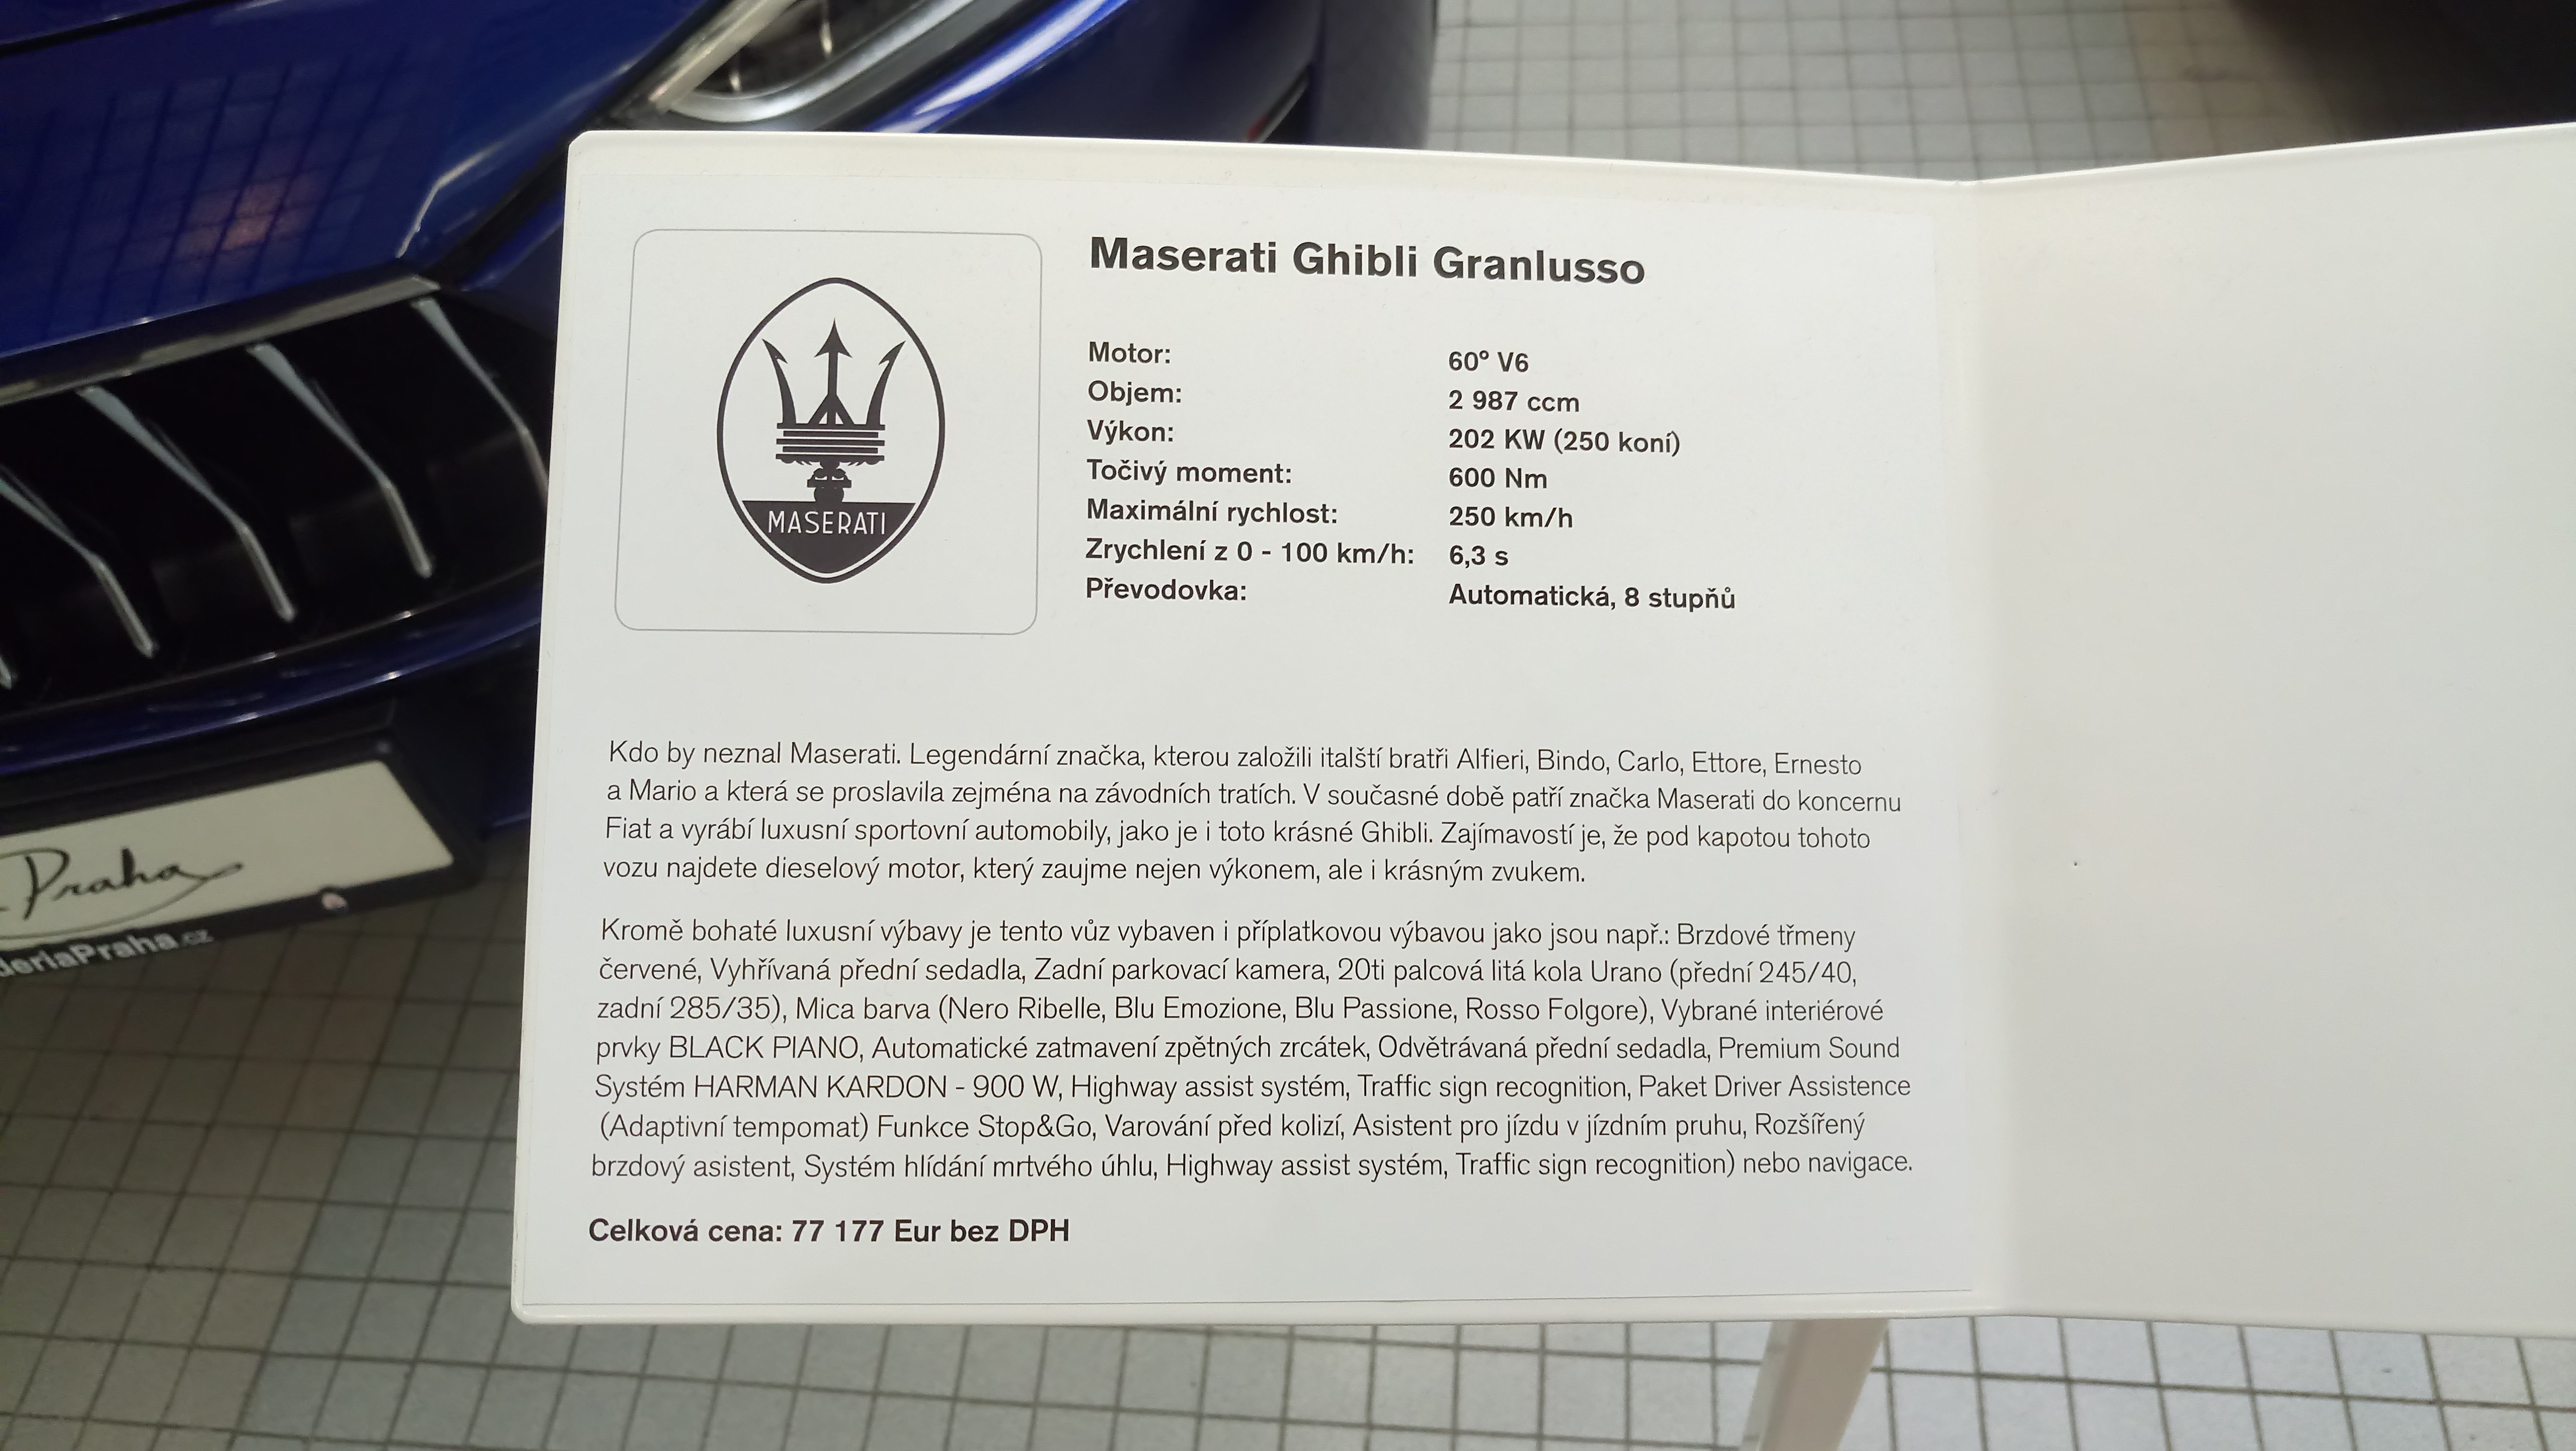 Maserati Ghibli Granlusso
MASERATI
Motor: 60° V6
Objem: 2 987 ccm
Výkon: 202 KW (250 koní)
Točivý moment: 600 Nm
Maximální rychlost: 250 km/h
Zrychlení z 0 - 100 km/h: 6,3 s
Převodovka: Automatická, 8 stupňů
Kdo by neznal Maserati. Legendární značka, kterou založili italští bratři Alfieri, Bindo, Carlo, Ettore, Ernesto
a Mario a která se proslavila zejména na závodních tratích. V současné době patří značka Maserati do koncernu
Fiat a vyrábí luxusní sportovní automobily, jako je i toto krásné Ghibli. Zajímavostí je, že pod kapotou tohoto
vozu najdete dieselový motor, který zaujme nejen výkonem, ale i krásným zvukem.
Kromě bohaté luxusní výbavy je tento vůz vybaven i příplatkovou výbavou jako jsou např.: Brzdové třmeny
červené, Vyhřívaná přední sedadla, Zadní parkovací kamera, 20ti palcová litá kola Urano (přední 245/40,
zadní 285/35), Mica barva (Nero Ribelle, Blu Emozione, Blu Passione, Rosso Folgore), Vybrané interiérové
prvky BLACK PIANO, Automatické zatmavení zpětných zrcátek, Odvětrávaná přední sedadla, Premium Sound
Systém HARMAN KARDON - 900 W, Highway assist systém, Traffic sign recognition, Paket Driver Assistence
(Adaptivní tempomat) Funkce Stop&Go, Varování před kolizí, Asistent pro jízdu v jízdním pruhu, Rozšířený
brzdový asistent, Systém hlídání mrtvého úhlu, Highway assist systém, Traffic sign recognition) nebo navigace.
Celková cena: 77 177 Eur bez DPH
Praha
deriaPraha.cz